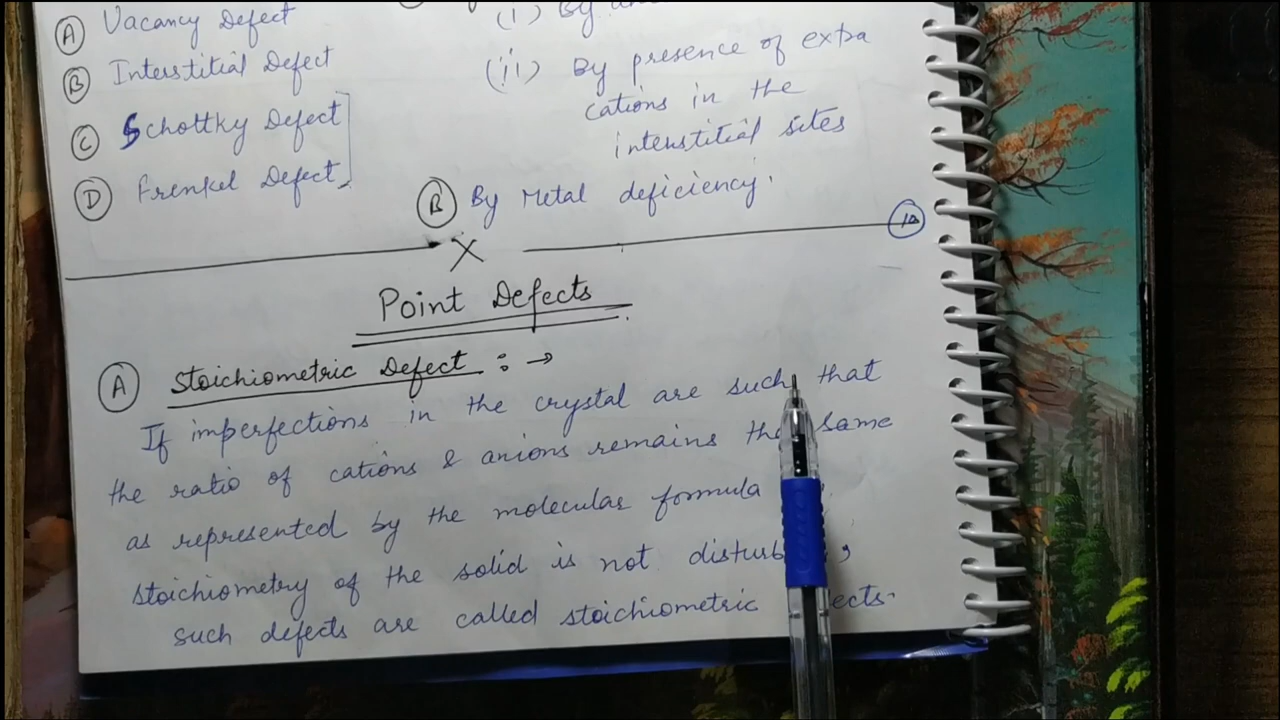 (A) Vacancy Defect
(B) Interstitial Defect
(C) Schottky Defect
(D) Frenkel Defect
(i) By
(ii) By presence of extra
cations in the
interstitial sites
(B) By Metal deficiency.
X
Point Defects
(A) Stoichiometric Defect : →
If imperfections in the crystal are such that
the ratio of cations & anions remains the same
as represented by the molecular formula
stoichiometry of the solid is not disturb ,
such defects are called stoichiometric ects.